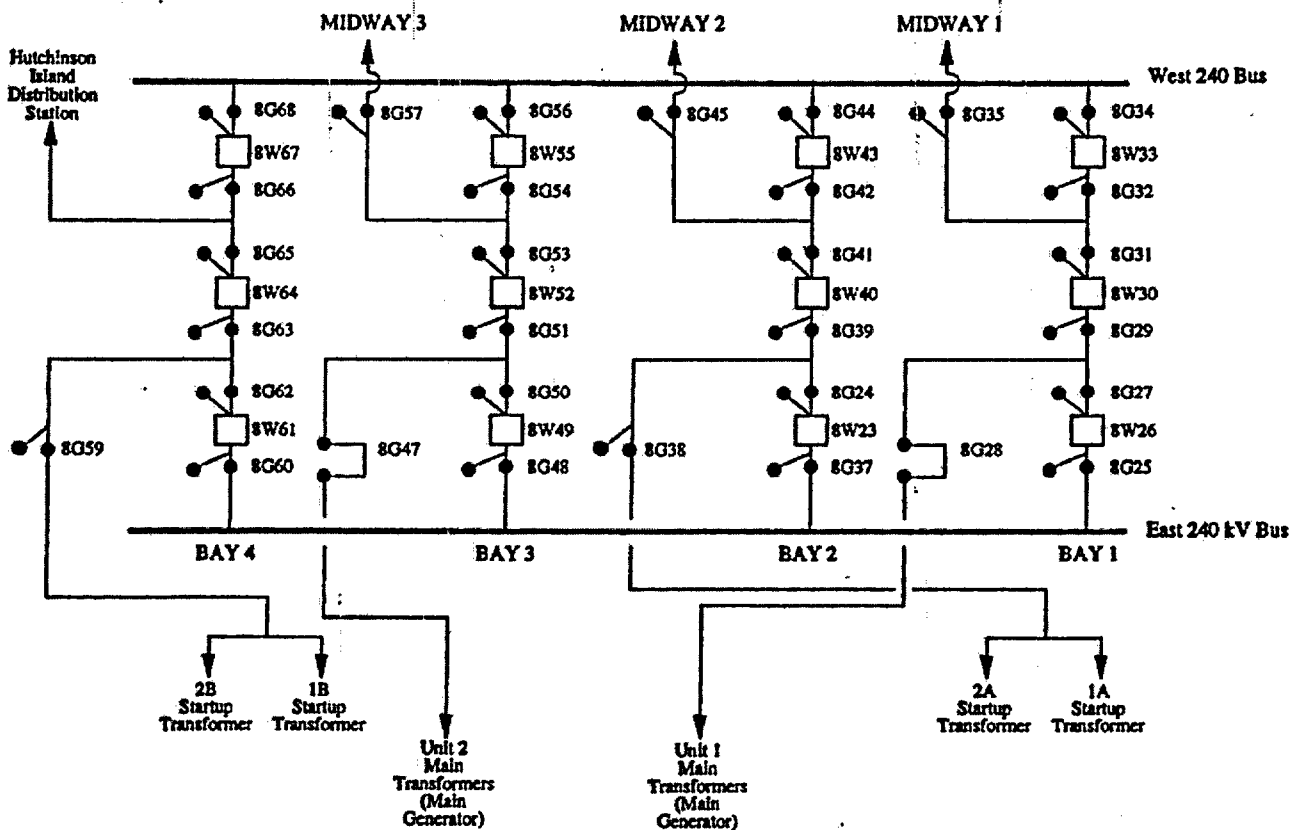 MIDWAY 3
MIDWAY 2
MIDWAY 1
Hutchinson
Island
Distribution
Station
West 240 Bus
8G68
8G57
8G56
8G45
8G44
8G35
8G34
8W67
8W55
8W43
8W33
8G66
8G54
8G42
8G32
8G65
8G53
8G41
8G31
8W64
8W52
8W40
8W30
8G63
8G51
8G39
8G29
8G62
8G50
8G24
8G27
8G59
8W61
8G47
8W49
8G38
8W23
8G28
8W26
8G60
8G48
8G37
8G25
East 240 kV Bus
BAY 4
BAY 3
BAY 2
BAY 1
2B
Startup
Transformer
1B
Startup
Transformer
2A
Startup
Transformer
1A
Startup
Transformer
Unit 2
Main
Transformers
(Main
Generator)
Unit 1
Main
Transformers
(Main
Generator)